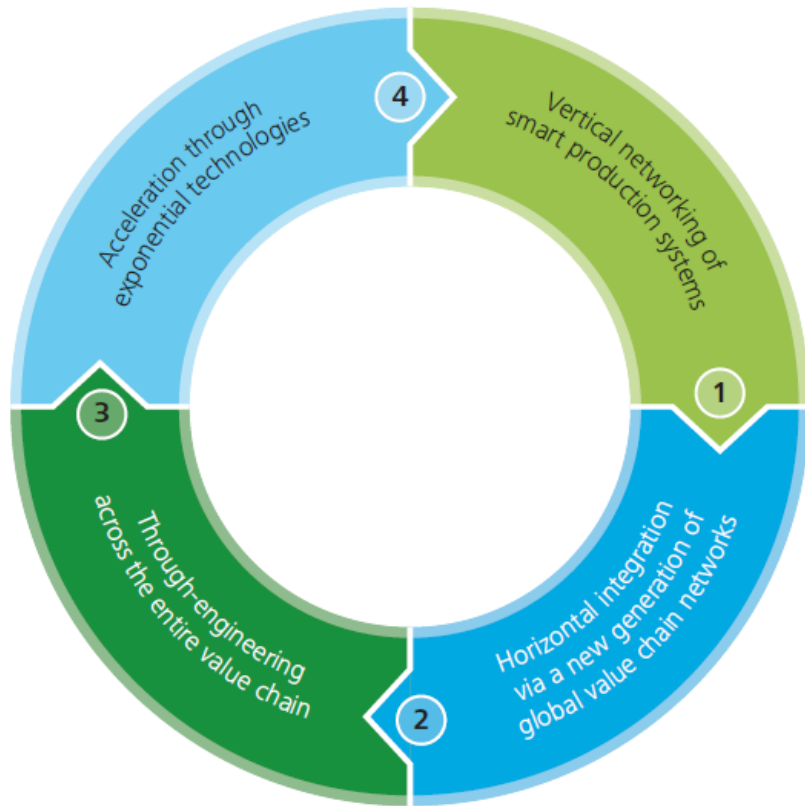 1
Vertical networking of
smart production systems
2
Horizontal integration
via a new generation of
global value chain networks
3
Through-engineering
across the entire value chain
4
Acceleration through
exponential technologies